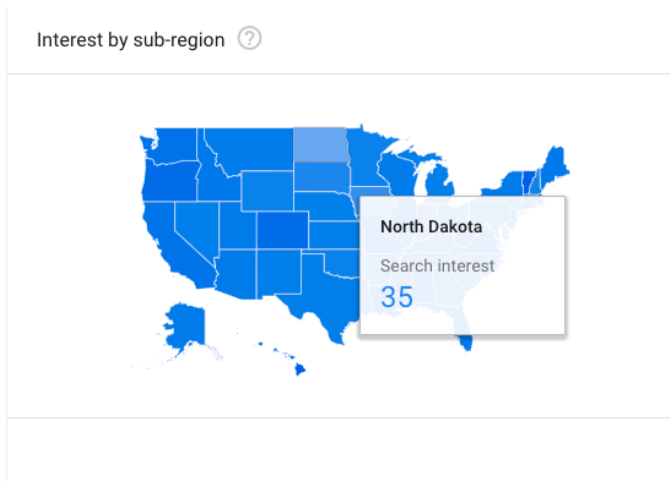 Interest by sub-region ?
North Dakota
Search interest
35